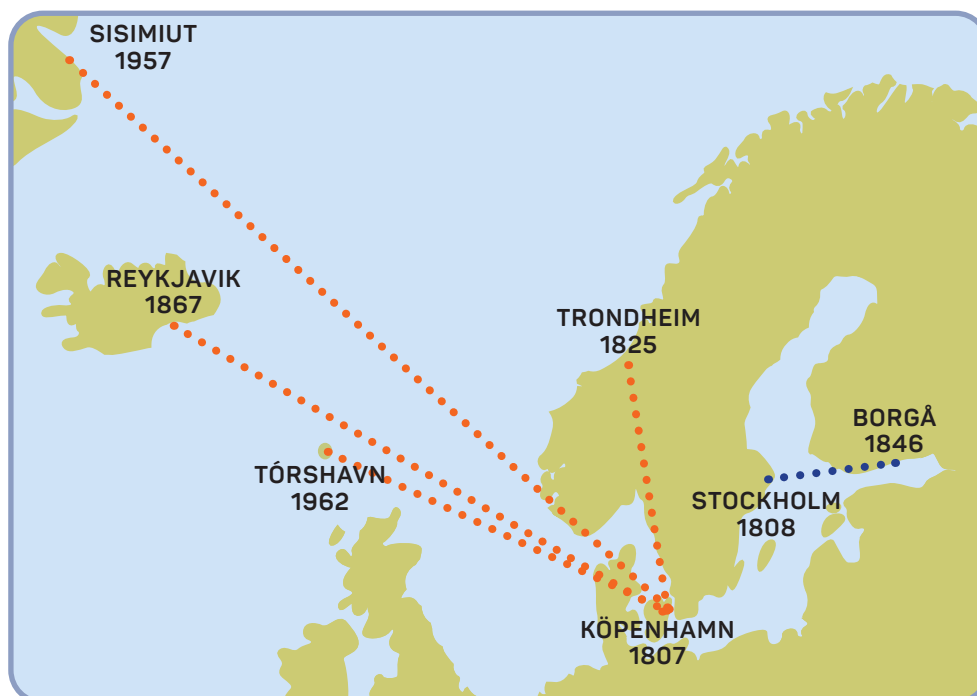 SISIMIUT
1957
REYKJAVIK
1867
TRONDHEIM
1825
BORGÅ
1846
TÓRSHAVN
1962
STOCKHOLM
1808
KÖPENHAMN
1807